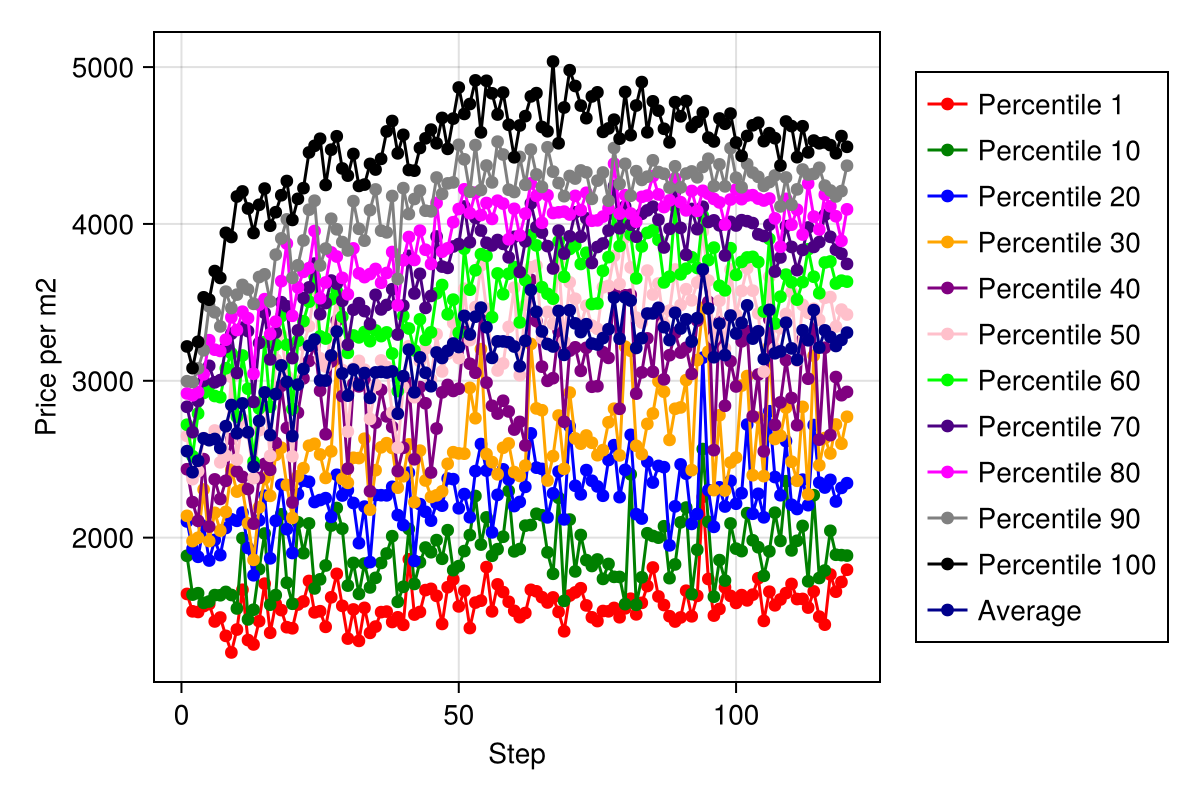 5000
4000
3000
2000
Price per m2
0
50
100
Step
Percentile 1
Percentile 10
Percentile 20
Percentile 30
Percentile 40
Percentile 50
Percentile 60
Percentile 70
Percentile 80
Percentile 90
Percentile 100
Average